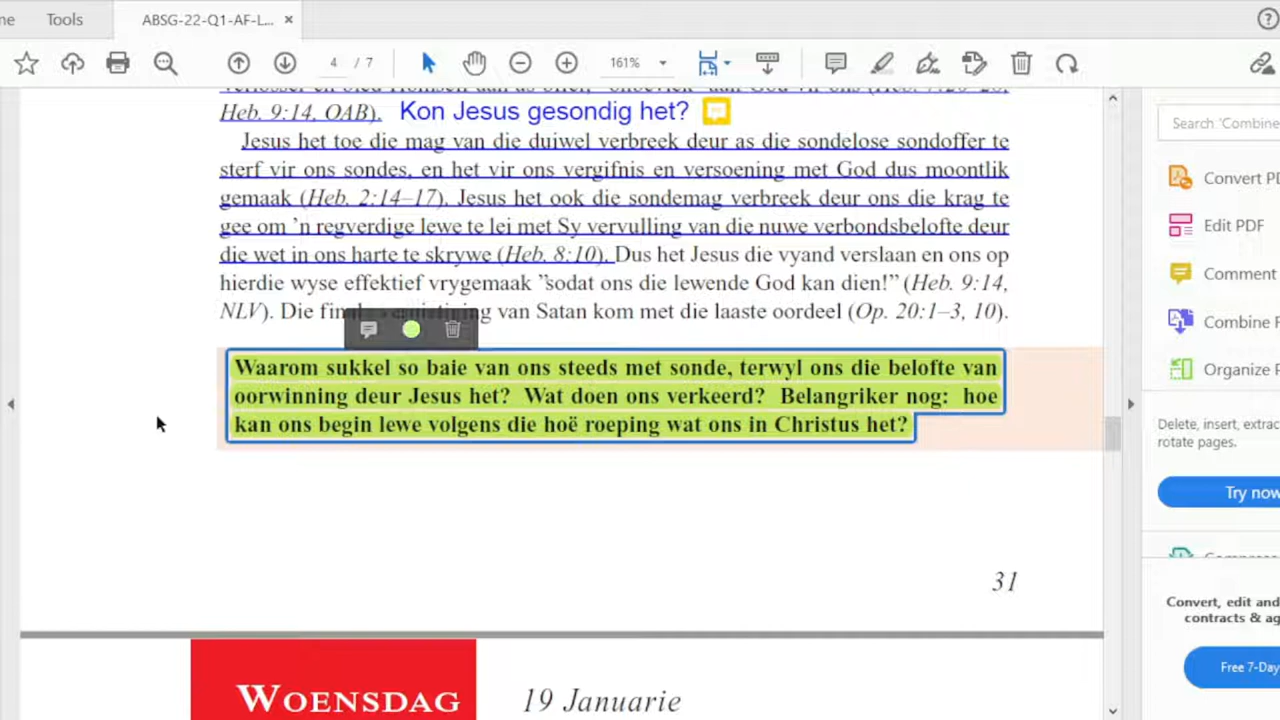 me Tools ABSG-22-Q1-AF-L... ×
4 / 7 161%
Heb. 9:14, OAB). Kon Jesus gesondig het?
Jesus het toe die mag van die duiwel verbreek deur as die sondelose sondoffer te
sterf vir ons sondes, en het vir ons vergifnis en versoening met God dus moontlik
gemaak (Heb. 2:14–17). Jesus het ook die sondemag verbreek deur ons die krag te
gee om ’n regverdige lewe te lei met Sy vervulling van die nuwe verbondsbelofte deur
die wet in ons harte te skrywe (Heb. 8:10). Dus het Jesus die vyand verslaan en ons op
hierdie wyse effektief vrygemaak ”sodat ons die lewende God kan dien!” (Heb. 9:14,
NLV). Die van Satan kom met die laaste oordeel (Op. 20:1–3, 10).
Waarom sukkel so baie van ons steeds met sonde, terwyl ons die belofte van
oorwinning deur Jesus het? Wat doen ons verkeerd? Belangriker nog: hoe
kan ons begin lewe volgens die hoë roeping wat ons in Christus het?
31
WOENSDAG 19 Januarie
Search 'Combine
Convert PD
Edit PDF
Comment
Combine F
Organize P
Delete, insert, extrac
rotate pages.
Try now
Convert, edit and
contracts & ag
Free 7-Day